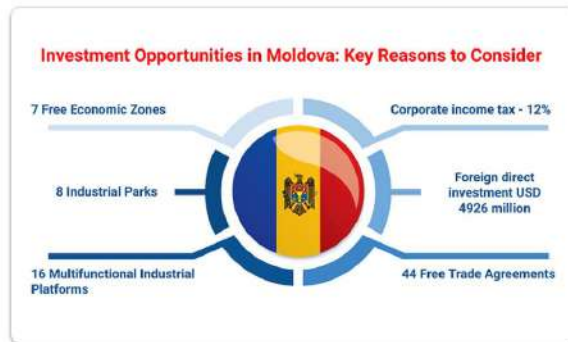 Investment Opportunities in Moldova: Key Reasons to Consider
7 Free Economic Zones
Corporate income tax - 12%
8 Industrial Parks
Foreign direct
investment USD
4926 million
16 Multifunctional Industrial
Platforms
44 Free Trade Agreements